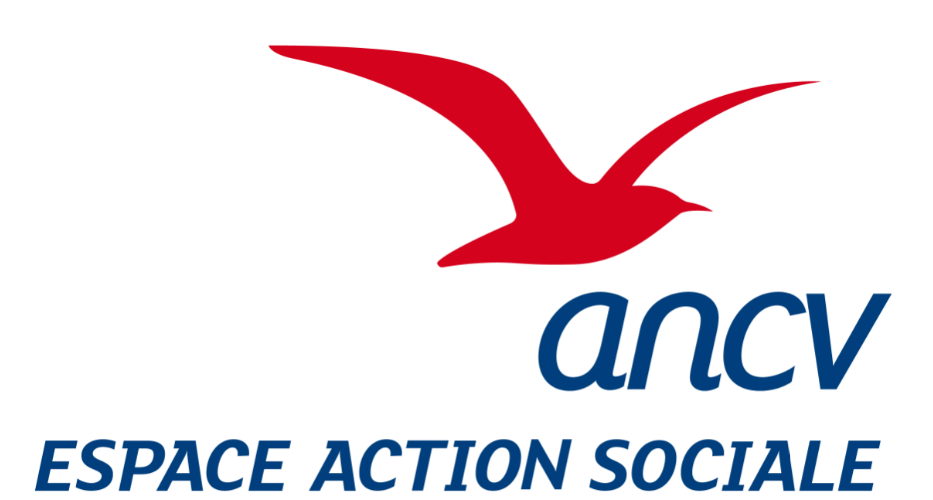 ancv
ESPACE ACTION SOCIALE